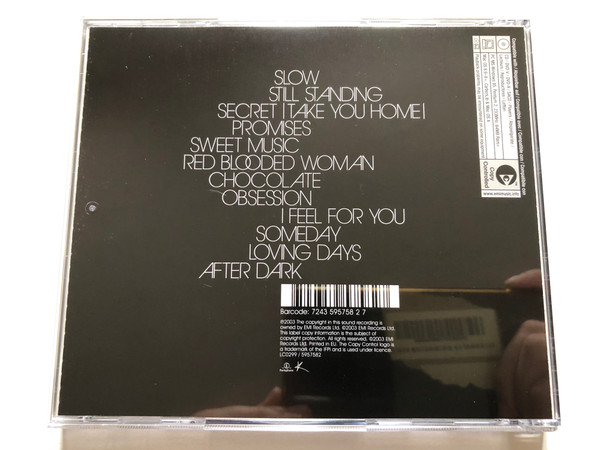 SLOW
STILL STANDING
SECRET |TAKE YOU HOME|
PROMISES
SWEET MUSIC
RED BLOODED WOMAN
CHOCOLATE
OBSESSION
I FEEL FOR YOU
SOMEDAY
LOVING DAYS
AFTER DARK
Barcode: 7243 595758 2 7
℗2003 The copyright in this sound recording is
owned by EMI Records Ltd. ©2003 EMI Records Ltd.
This label copy information is the subject of
copyright protection. All rights reserved. ©2003 EMI
Records Ltd. Printed in EU. The Copy Control logo is
a trademark of the IFPI and is used under licence.
LC0299 / 5957582
Parlophone
K
Copy
Controlled
www.emimusic.info